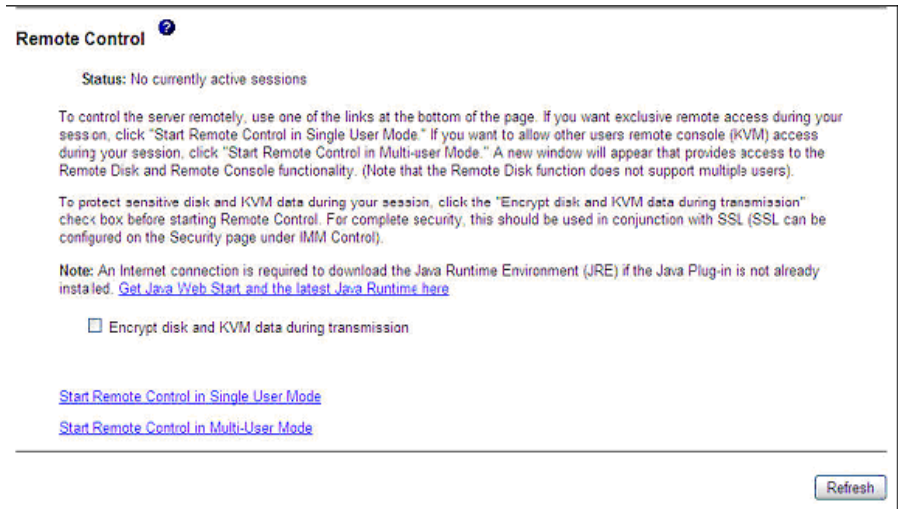 Remote Control ?
Status: No currently active sessions
To control the server remotely, use one of the links at the bottom of the page. If you want exclusive remote access during your
session, click "Start Remote Control in Single User Mode." If you want to allow other users remote console (KVM) access
during your session, click "Start Remote Control in Multi-user Mode." A new window will appear that provides access to the
Remote Disk and Remote Console functionality. (Note that the Remote Disk function does not support multiple users).
To protect sensitive disk and KVM data during your session, click the "Encrypt disk and KVM data during transmission"
check box before starting Remote Control. For complete security, this should be used in conjunction with SSL (SSL can be
configured on the Security page under IMM Control).
Note: An Internet connection is required to download the Java Runtime Environment (JRE) if the Java Plug-in is not already
installed. Get Java Web Start and the latest Java Runtime here
Encrypt disk and KVM data during transmission
Start Remote Control in Single User Mode
Start Remote Control in Multi-User Mode
Refresh